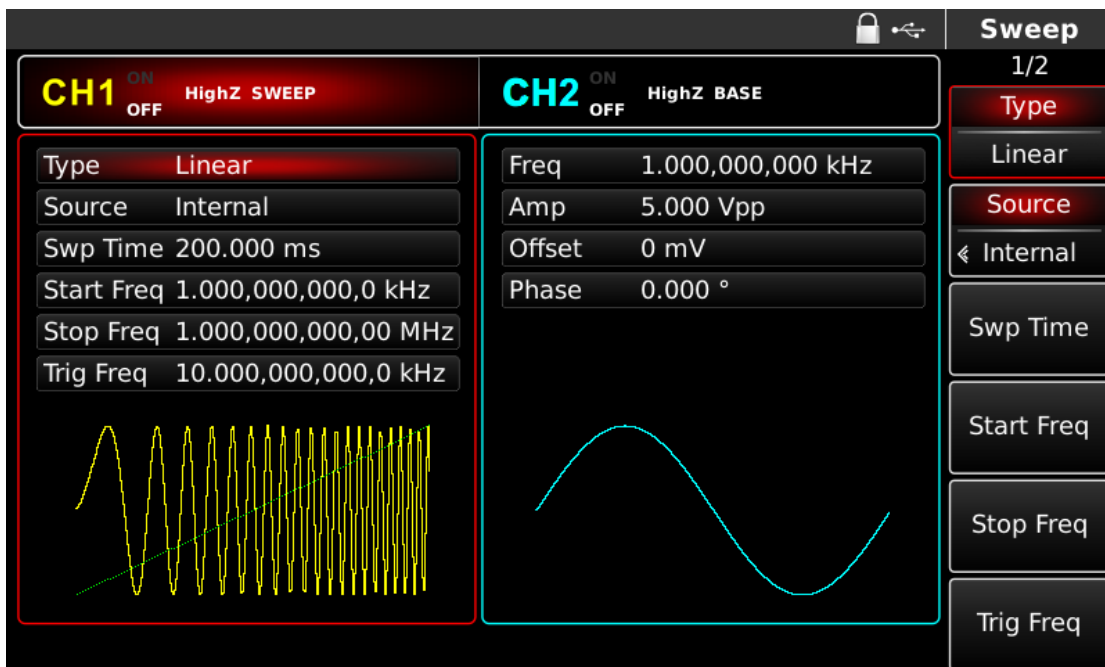 Sweep
1/2
CH1 ON OFF HighZ SWEEP
CH2 ON OFF HighZ BASE
Type Linear
Source Internal
Swp Time 200.000 ms
Start Freq 1.000,000,000,0 kHz
Stop Freq 1.000,000,000,00 MHz
Trig Freq 10.000,000,000,0 kHz
Freq 1.000,000,000 kHz
Amp 5.000 Vpp
Offset 0 mV
Phase 0.000 °
Type
Linear
Source
Internal
Swp Time
Start Freq
Stop Freq
Trig Freq